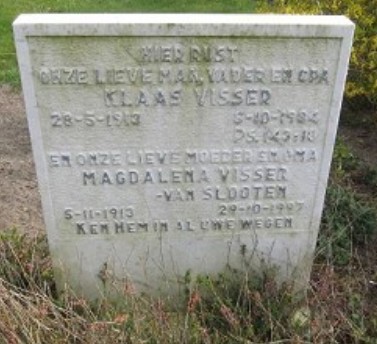 HIER RUST
ONZE LIEVE MAN, VADER EN OPA
KLAAS VISSER
28-5-1913 5-10-1984
PS. 147:18
EN ONZE LIEVE MOEDER EN OMA
MAGDALENA VISSER
-VAN SLOOTEN
5-11-1913 29-10-1997
KEN HEM IN AL UWE WEGEN